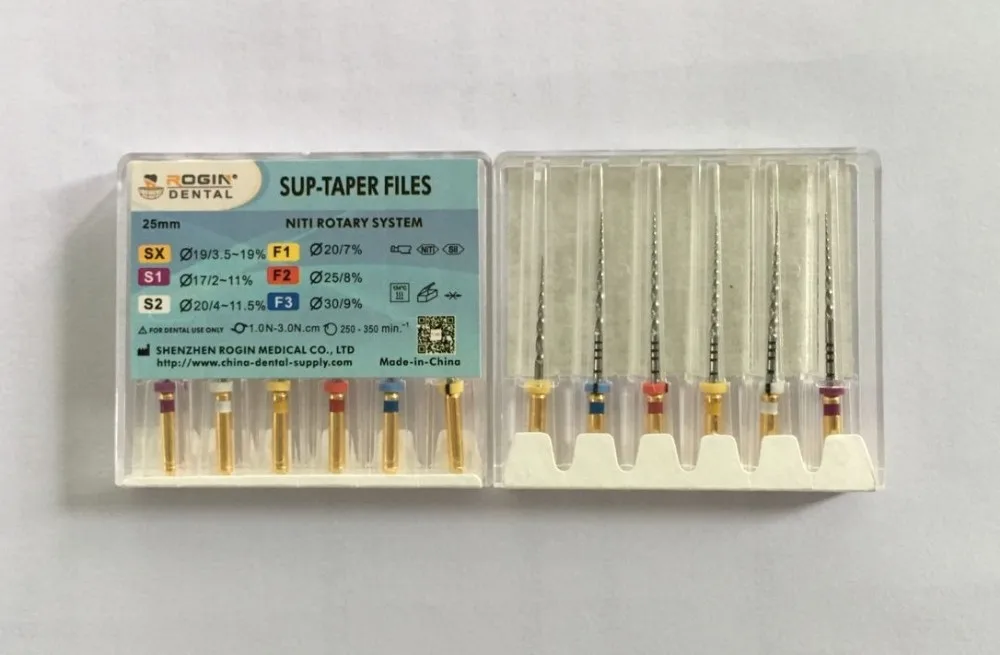 ROGIN
DENTAL
SUP-TAPER FILES
25mm
NITI ROTARY SYSTEM
SX Ø19/3.5~19% F1 Ø20/7%
NiTi
S1 Ø17/2~11% F2 Ø25/8%
S2 Ø20/4~11.5% F3 Ø30/9%
FOR DENTAL USE ONLY 1.0N-3.0N.cm 250 - 350 min.⁻¹
SHENZHEN ROGIN MEDICAL CO., LTD
http://www.china-dental-supply.com Made-in-China